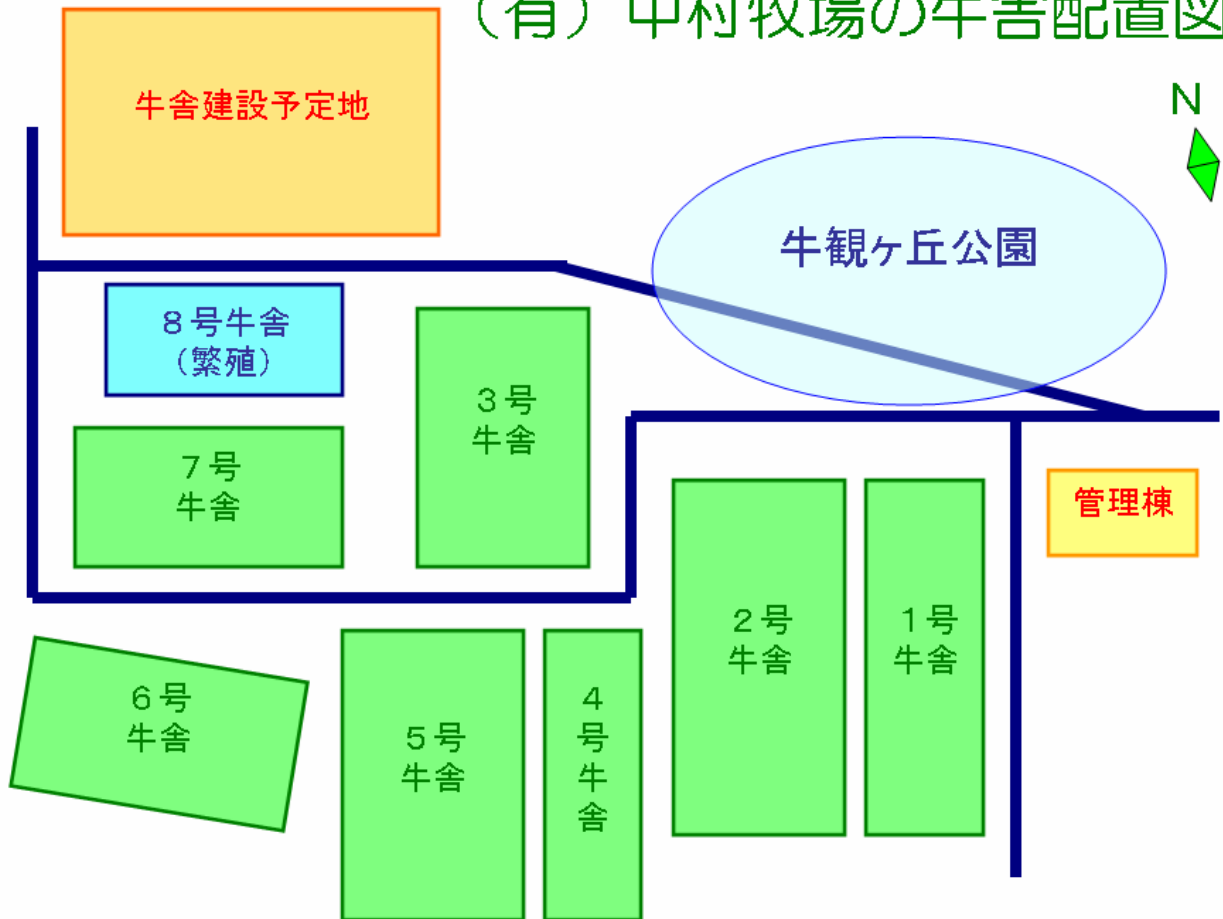 （有）中村牧場の牛舎配置図
牛舎建設予定地
N
牛観ヶ丘公園
８号牛舎
（繁殖）
３号
牛舎
７号
牛舎
管理棟
２号
牛舎
１号
牛舎
６号
牛舎
５号
牛舎
４
号
牛
舎